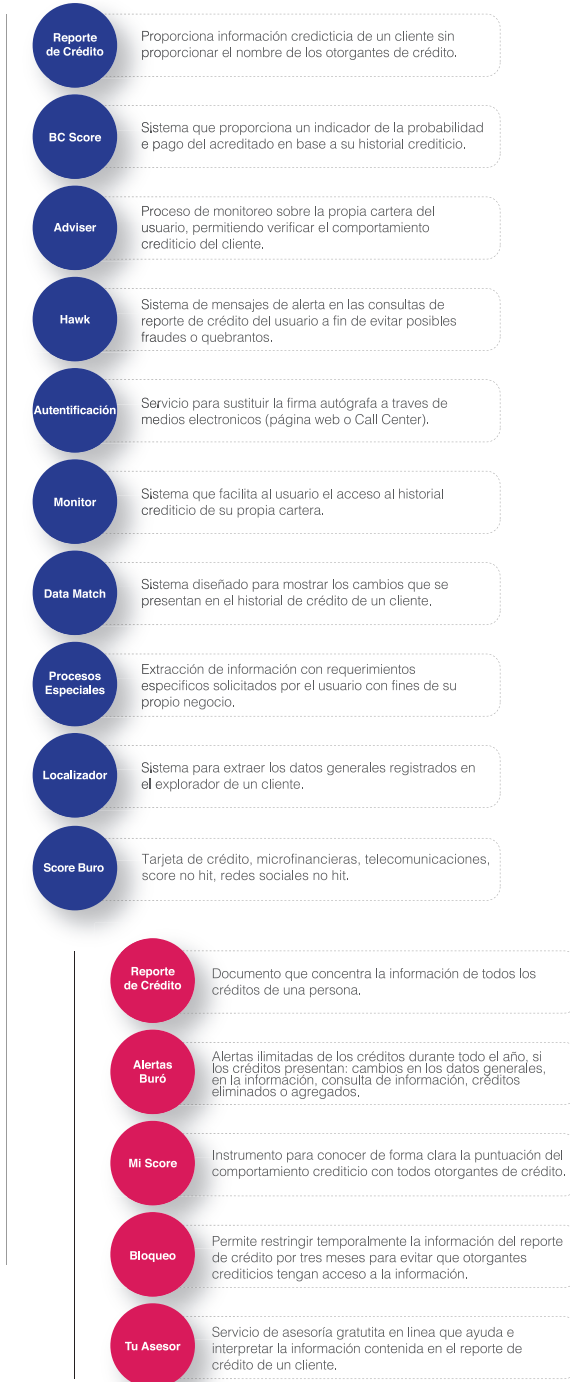 Reporte
de Crédito
Proporciona información credicticia de un cliente sin
proporcionar el nombre de los otorgantes de crédito.
BC Score
Sistema que proporciona un indicador de la probabilidad
e pago del acreditado en base a su historial crediticio.
Adviser
Proceso de monitoreo sobre la propia cartera del
usuario, permitiendo verificar el comportamiento
crediticio del cliente.
Hawk
Sistema de mensajes de alerta en las consultas de
reporte de crédito del usuario a fin de evitar posibles
fraudes o quebrantos.
Autentificación
Servicio para sustituir la firma autógrafa a traves de
medios electronicos (página web o Call Center).
Monitor
Sistema que facilita al usuario el acceso al historial
crediticio de su propia cartera.
Data Match
Sistema diseñado para mostrar los cambios que se
presentan en el historial de crédito de un cliente.
Procesos
Especiales
Extracción de información con requerimientos
especificos solicitados por el usuario con fines de su
propio negocio.
Localizador
Sistema para extraer los datos generales registrados en
el explorador de un cliente.
Score Buro
Tarjeta de crédito, microfinancieras, telecomunicaciones,
score no hit, redes sociales no hit.
Reporte
de Crédito
Documento que concentra la información de todos los
créditos de una persona.
Alertas
Buró
Alertas ilimitadas de los créditos durante todo el año, si
los créditos presentan: cambios en los datos generales,
en la información, consulta de información, créditos
eliminados o agregados.
Mi Score
Instrumento para conocer de forma clara la puntuación del
comportamiento crediticio con todos otorgantes de crédito.
Bloqueo
Permite restringir temporalmente la información del reporte
de crédito por tres meses para evitar que otorgantes
crediticios tengan acceso a la información.
Tu Asesor
Servicio de asesoría gratutita en linea que ayuda e
interpretar la información contenida en el reporte de
crédito de un cliente.